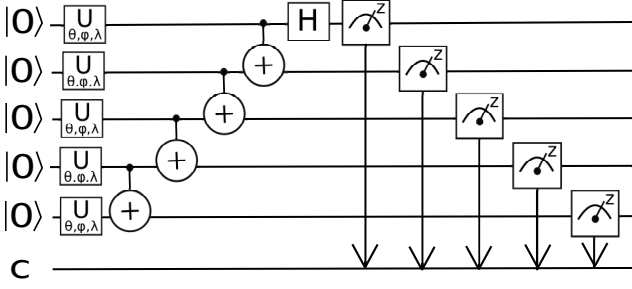 |0⟩ U θ,φ,λ + H Z
|0⟩ U θ.φ.λ + Z
|0⟩ U θ,φ,λ + Z
|0⟩ U θ.φ.λ + Z
|0⟩ U θ,φ,λ + Z
c